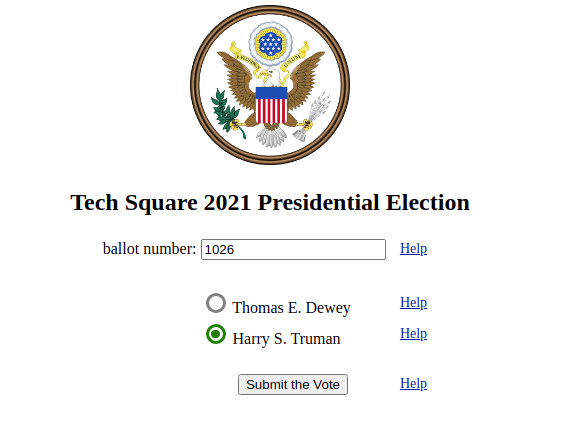 Tech Square 2021 Presidential Election
ballot number: 1026 Help
Thomas E. Dewey Help
Harry S. Truman Help
Submit the Vote Help